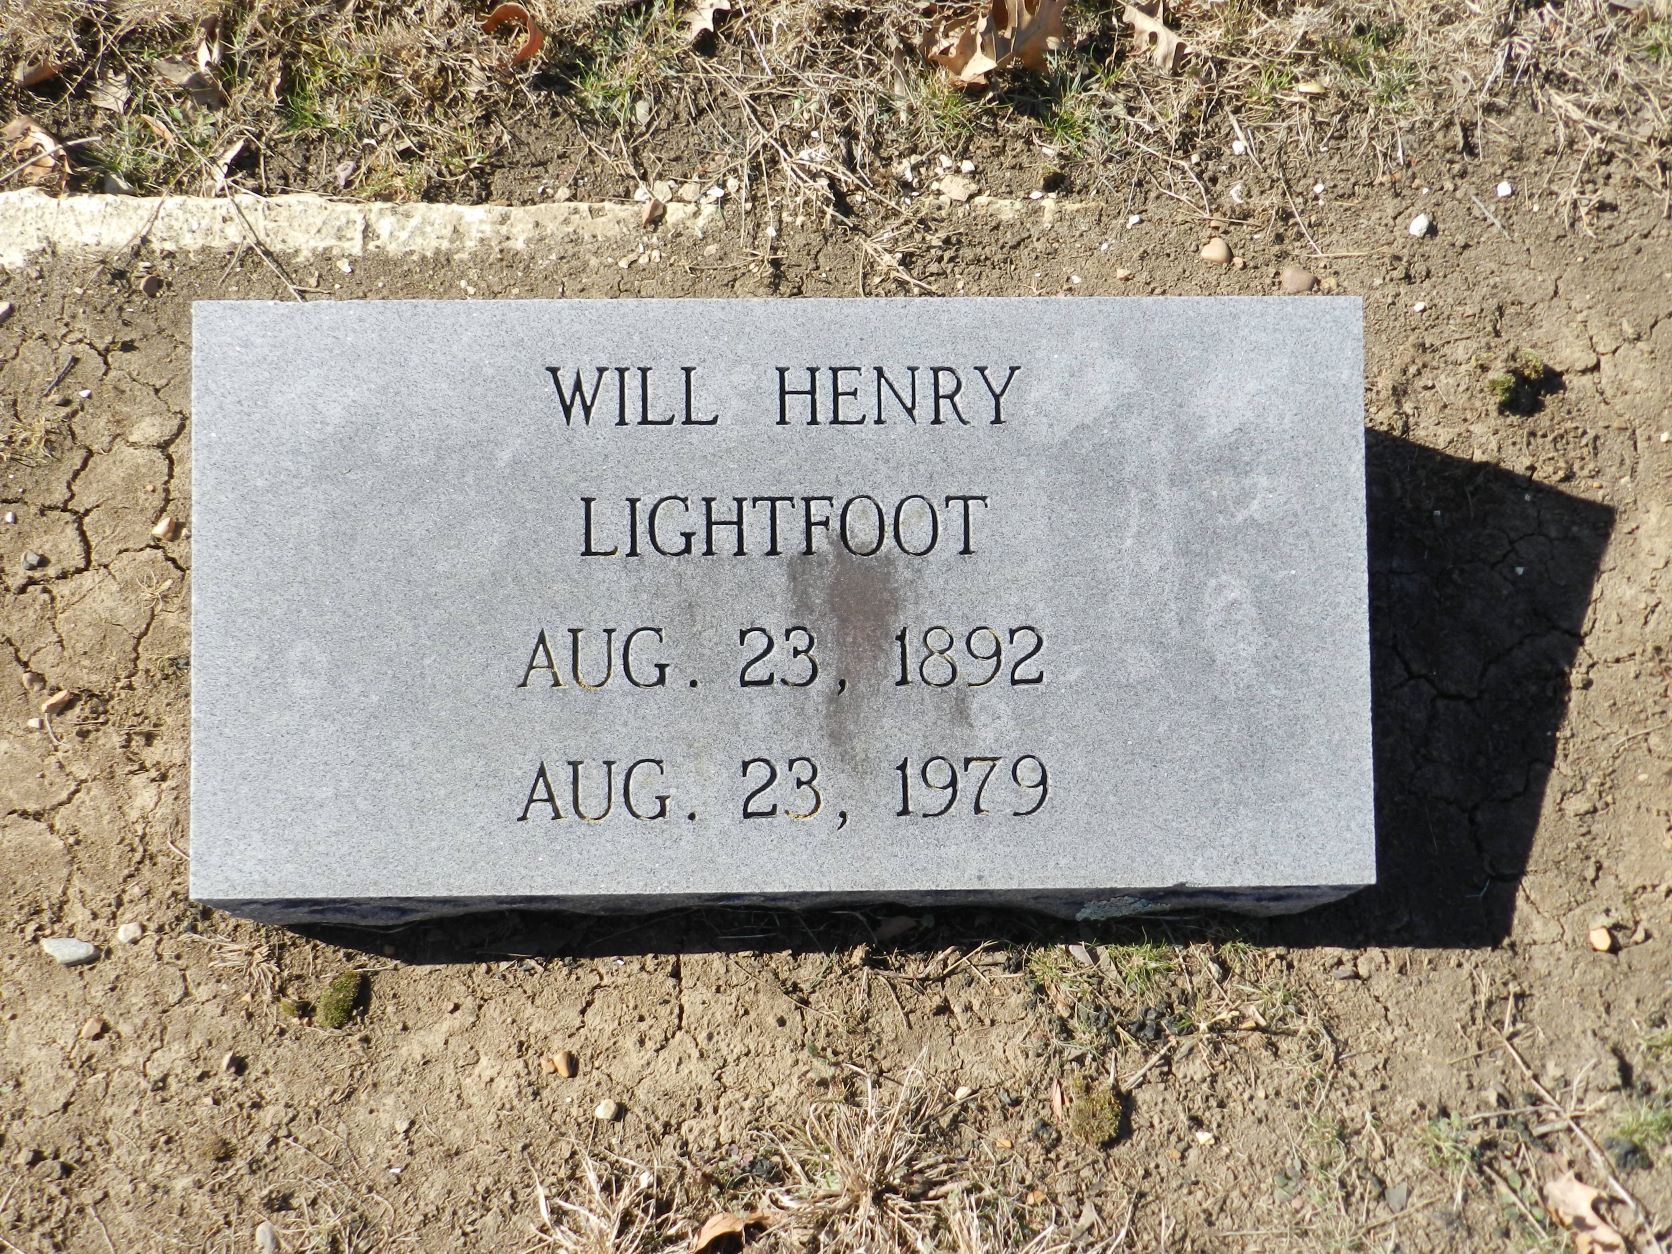 WILL HENRY
LIGHTFOOT
AUG. 23, 1892
AUG. 23, 1979